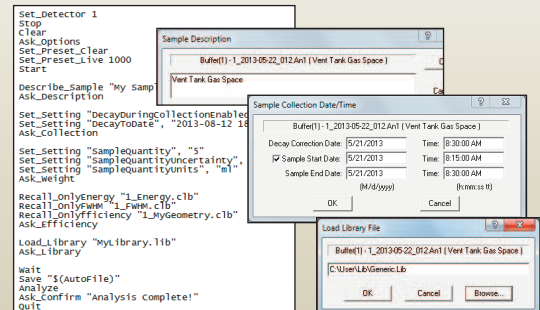 Set_Detector 1
Stop
Clear
Ask_Options
Set_Preset_Clear
Set_Preset_Live 1000
Start
Describe_Sample "My Samp
Ask_Description
Set_Setting "DecayDuringCollectionEnabled
Set_Setting "DecayToDate", "2013-08-12 18
Ask_Collection
Set_Setting "SampleQuantity", "5"
Set_Setting "SampleQuantityUncertainty",
Set_Setting "SampleQuantityUnits", "ml"
Ask_Weight
Recall_OnlyEnergy "1_Energy.clb"
Recall_OnlyFWHM "1_FWHM.clb"
Recall_Onlyfficiency "1_MyGeometry.clb"
Ask_Efficiency
Load_Library "MyLibrary.lib"
Ask_Library
Wait
Save "$(AutoFile)"
Analyze
Ask_Confirm "Analysis Complete!"
Quit
Sample Description
?
Buffer(1) - 1_2013-05-22_012.An1 ( Vent Tank Gas Space )
Vent Tank Gas Space
Ca
Sample Collection Date/Time
?
Buffer(1) - 1_2013-05-22_012.An1 ( Vent Tank Gas Space )
Decay Correction Date: 5/21/2013 Time: 8:30:00 AM
Sample Start Date: 5/21/2013 Time: 8:15:00 AM
Sample End Date: 5/21/2013 Time: 8:30:00 AM
(M/d/yyyy) (h:mm:ss tt)
OK Cancel
Load Library File
?
Buffer(1) - 1_2013-05-22_012.An1 ( Vent Tank Gas Space )
C:\User\Lib\Generic.Lib
OK Cancel Browse...